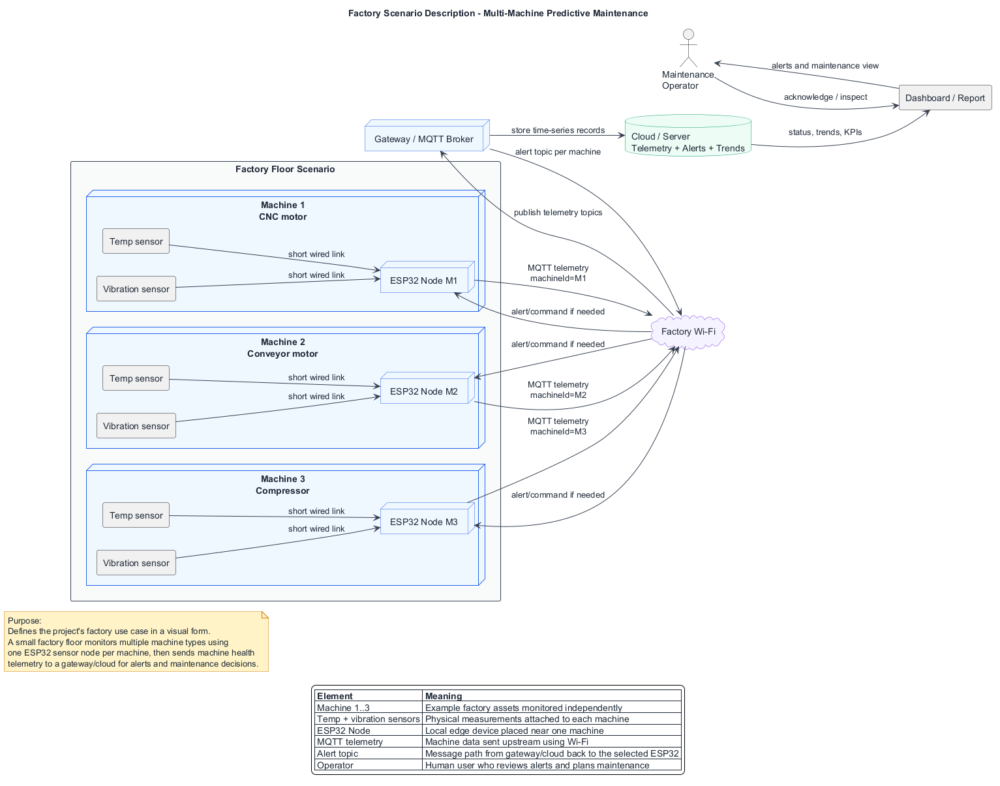 Factory Scenario Description - Multi-Machine Predictive Maintenance
Maintenance
Operator
alerts and maintenance view
acknowledge / inspect
Dashboard / Report
Gateway / MQTT Broker
store time-series records
Cloud / Server
Telemetry + Alerts + Trends
status, trends, KPIs
alert topic per machine
publish telemetry topics
Factory Floor Scenario
Machine 1
CNC motor
Temp sensor
short wired link
Vibration sensor
short wired link
ESP32 Node M1
MQTT telemetry
machineId=M1
alert/command if needed
Factory Wi-Fi
Machine 2
Conveyor motor
Temp sensor
short wired link
Vibration sensor
short wired link
ESP32 Node M2
alert/command if needed
MQTT telemetry
machineId=M2
Machine 3
Compressor
Temp sensor
short wired link
Vibration sensor
short wired link
ESP32 Node M3
MQTT telemetry
machineId=M3
alert/command if needed
Purpose:
Defines the project's factory use case in a visual form.
A small factory floor monitors multiple machine types using
one ESP32 sensor node per machine, then sends machine health
telemetry to a gateway/cloud for alerts and maintenance decisions.
Element Meaning
Machine 1..3 Example factory assets monitored independently
Temp + vibration sensors Physical measurements attached to each machine
ESP32 Node Local edge device placed near one machine
MQTT telemetry Machine data sent upstream using Wi-Fi
Alert topic Message path from gateway/cloud back to the selected ESP32
Operator Human user who reviews alerts and plans maintenance